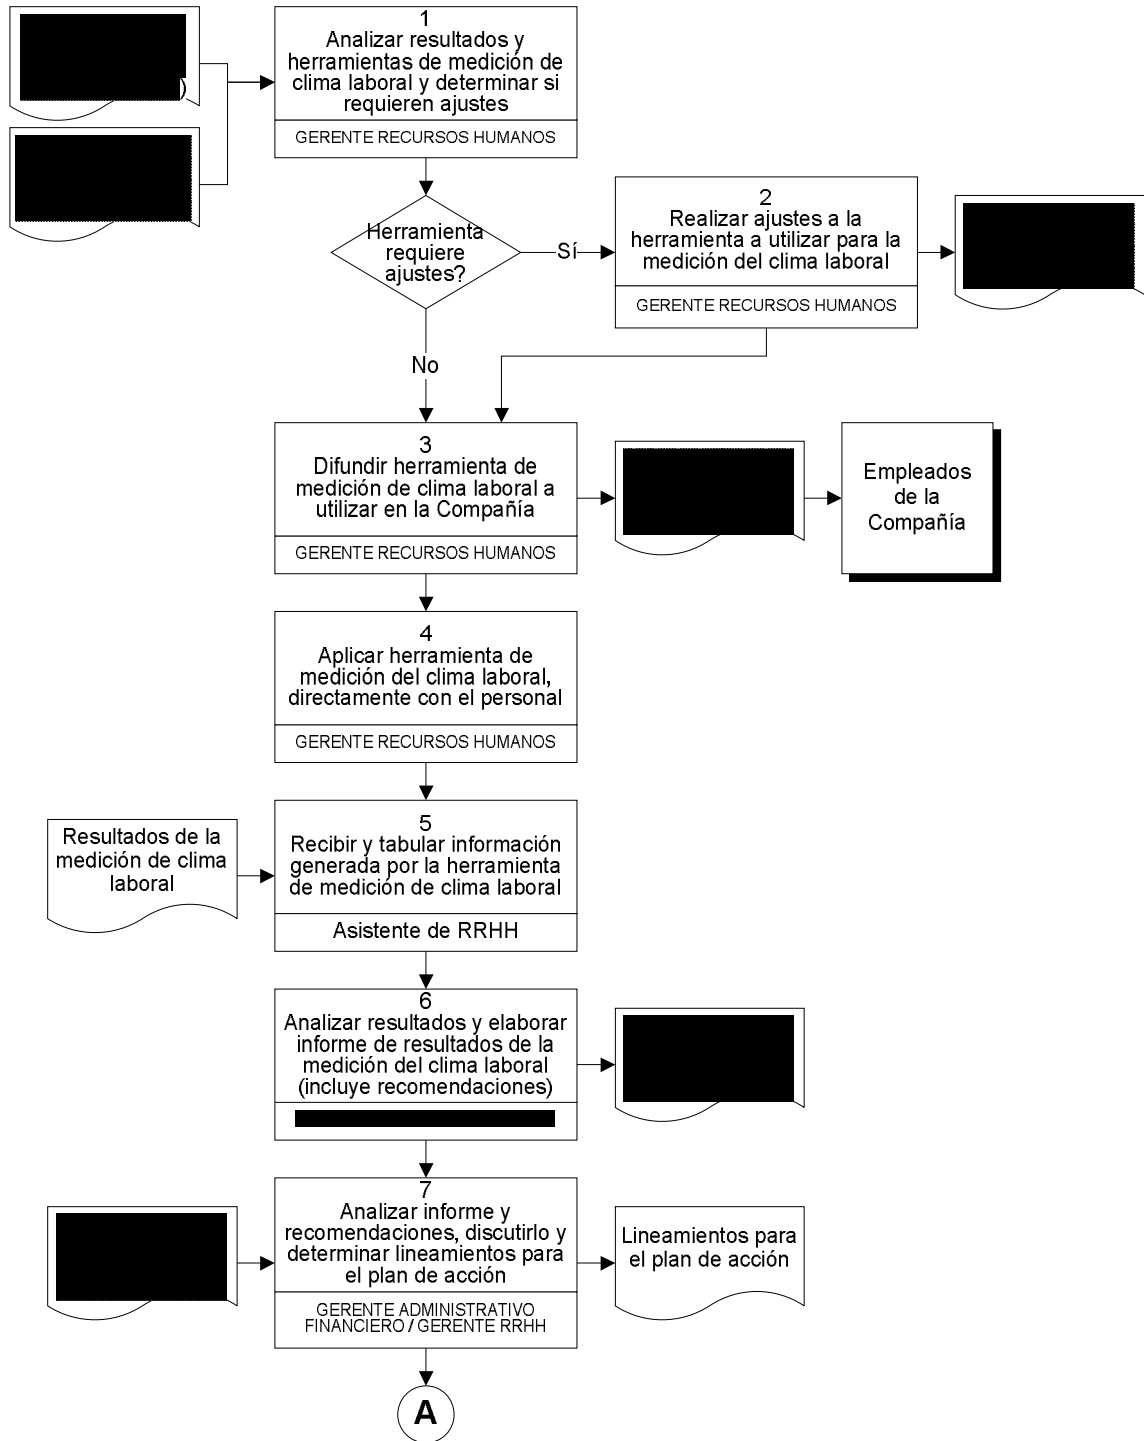 )
1
Analizar resultados y
herramientas de medición de
clima laboral y determinar si
requieren ajustes
GERENTE RECURSOS HUMANOS
Herramienta
requiere
ajustes?
Sí
2
Realizar ajustes a la
herramienta a utilizar para la
medición del clima laboral
GERENTE RECURSOS HUMANOS
No
3
Difundir herramienta de
medición de clima laboral a
utilizar en la Compañía
GERENTE RECURSOS HUMANOS
Empleados
de la
Compañía
4
Aplicar herramienta de
medición del clima laboral,
directamente con el personal
GERENTE RECURSOS HUMANOS
Resultados de la
medición de clima
laboral
5
Recibir y tabular información
generada por la herramienta
de medición de clima laboral
Asistente de RRHH
6
Analizar resultados y elaborar
informe de resultados de la
medición del clima laboral
(incluye recomendaciones)
7
Analizar informe y
recomendaciones, discutirlo y
determinar lineamientos para
el plan de acción
GERENTE ADMINISTRATIVO
FINANCIERO / GERENTE RRHH
Lineamientos para
el plan de acción
A